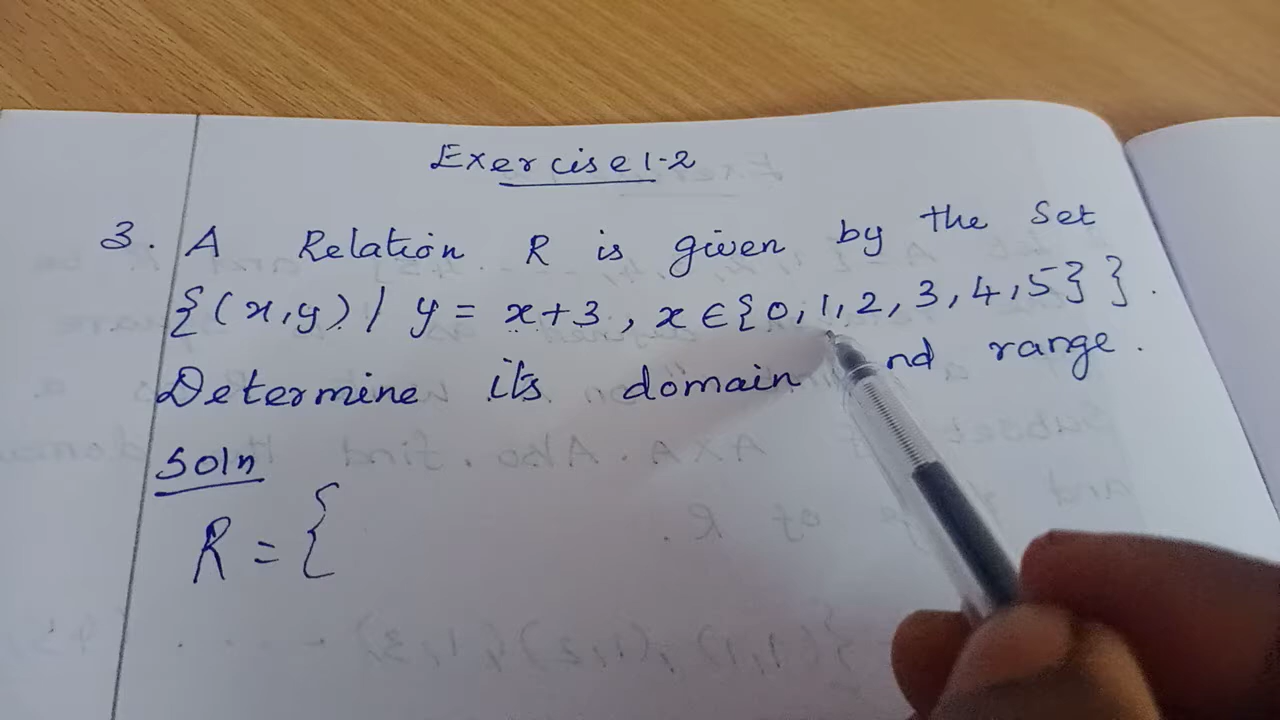 Exercise 1-2
3. A Relation R is given by the Set
{(x,y) / y = x+3, x ∈ {0,1,2,3,4,5} }.
Determine its domain nd range.
Soln
R = {